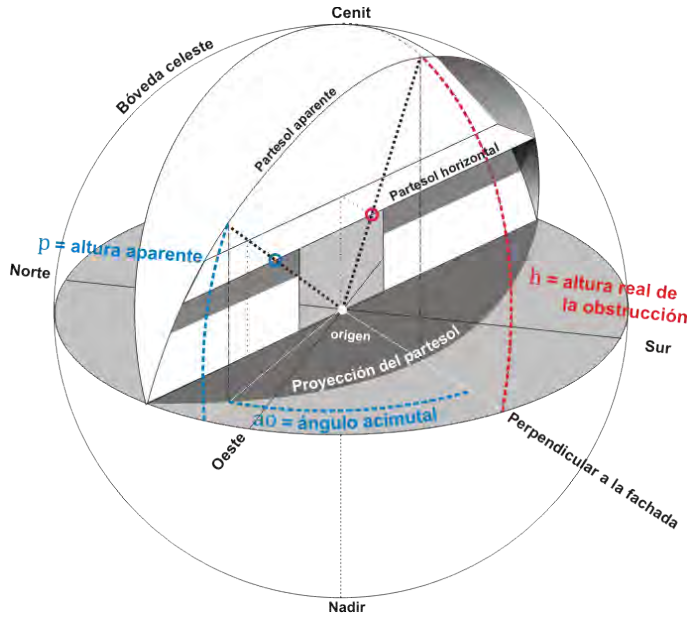 Cenit
Bóveda celeste
Partesol aparente
Partesol horizontal
p = altura aparente
Norte
h = altura real de
la obstrucción
origen
Sur
Proyección del partesol
ao = ángulo acimutal
Oeste
Perpendicular a la fachada
Nadir